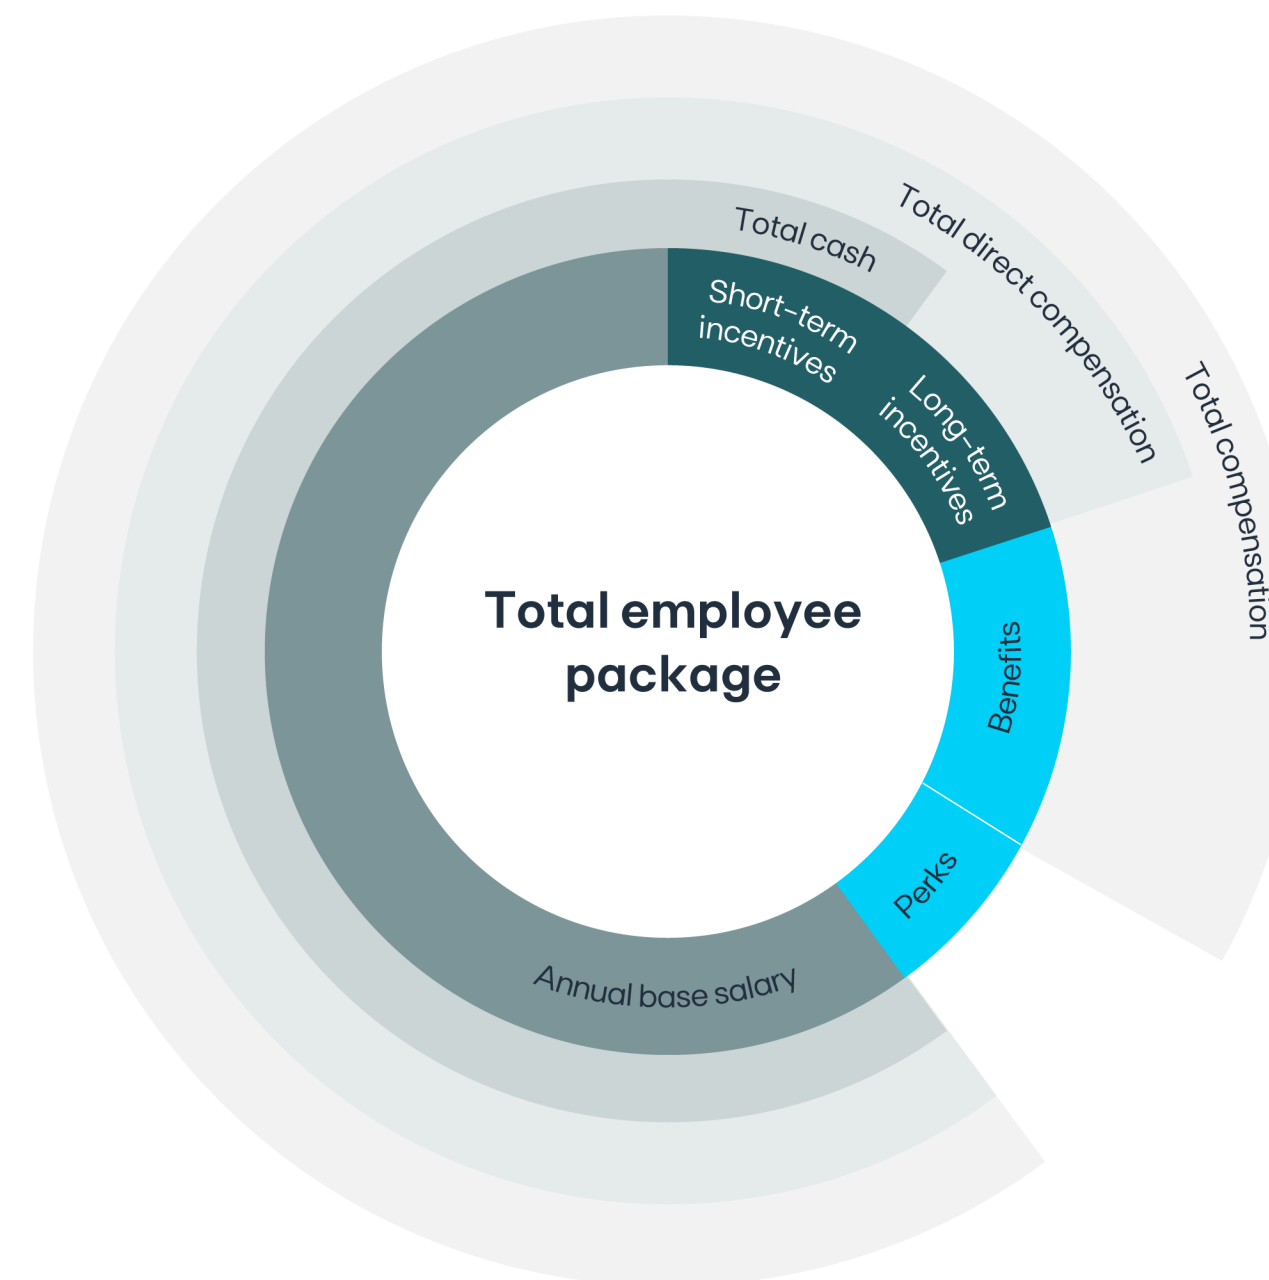 Total cash
Total direct compensation
Total compensation
Short-term
incentives
Long-term
incentives
Total employee
package
Benefits
Perks
Annual base salary